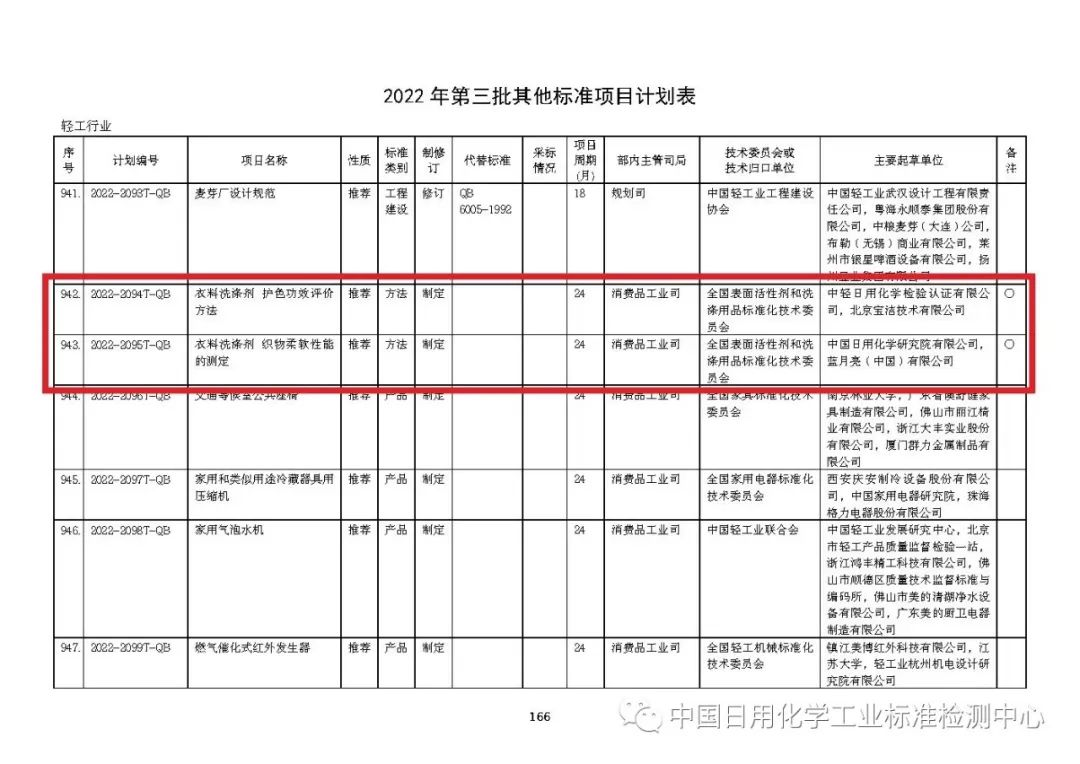 2022 年第三批其他标准项目计划表
轻工行业
序号 计划编号 项目名称 性质 标准类别 制修订 代替标准 采标情况 项目周期(月) 部内主管司局 技术委员会或技术归口单位 主要起草单位 备注
941. 2022-2093T-QB 麦芽厂设计规范 推荐 工程建设 修订 QB 6005-1992 18 规划司 中国轻工业工程建设协会
中国轻工业武汉设计工程有限责
任公司，粤海永顺泰集团股份有
限公司，中粮麦芽（大连）公司，
布勒（无锡）商业有限公司，莱
州市银星啤酒设备有限公司，扬
942. 2022-2094T-QB 衣料洗涤剂 护色功效评价方法 推荐 方法 制定 24 消费品工业司 全国表面活性剂和洗涤用品标准化技术委员会
中轻日用化学检验认证有限公
司，北京宝洁技术有限公司 ○
943. 2022-2095T-QB 衣料洗涤剂 织物柔软性能的测定 推荐 方法 制定 24 消费品工业司 全国表面活性剂和洗涤用品标准化技术委员会
中国日用化学研究院有限公司，
蓝月亮（中国）有限公司 ○
944. 2022-2096T-QB 交通等候室公共座椅 推荐 产品 制定 24 消费品工业司 全国家具标准化技术委员会
具制造有限公司，佛山市丽江椅
业有限公司，浙江大丰实业股份
有限公司，厦门群力金属制品有
限公司
945. 2022-2097T-QB 家用和类似用途冷藏器具用压缩机 推荐 产品 制定 24 消费品工业司 全国家用电器标准化技术委员会
西安庆安制冷设备股份有限公
司，中国家用电器研究院，珠海
格力电器股份有限公司
946. 2022-2098T-QB 家用气泡水机 推荐 产品 制定 24 消费品工业司 中国轻工业联合会
中国轻工业发展研究中心，北京
市轻工产品质量监督检验一站，
浙江鸿丰精工科技有限公司，佛
山市顺德区质量技术监督标准与
编码所，佛山市美的清湖净水设
备有限公司，广东美的厨卫电器
制造有限公司
947. 2022-2099T-QB 燃气催化式红外发生器 推荐 产品 制定 24 消费品工业司 全国轻工机械标准化技术委员会
镇江美博红外科技有限公司，江
苏大学，轻工业杭州机电设计研
究院有限公司
166
中国日用化学工业标准检测中心